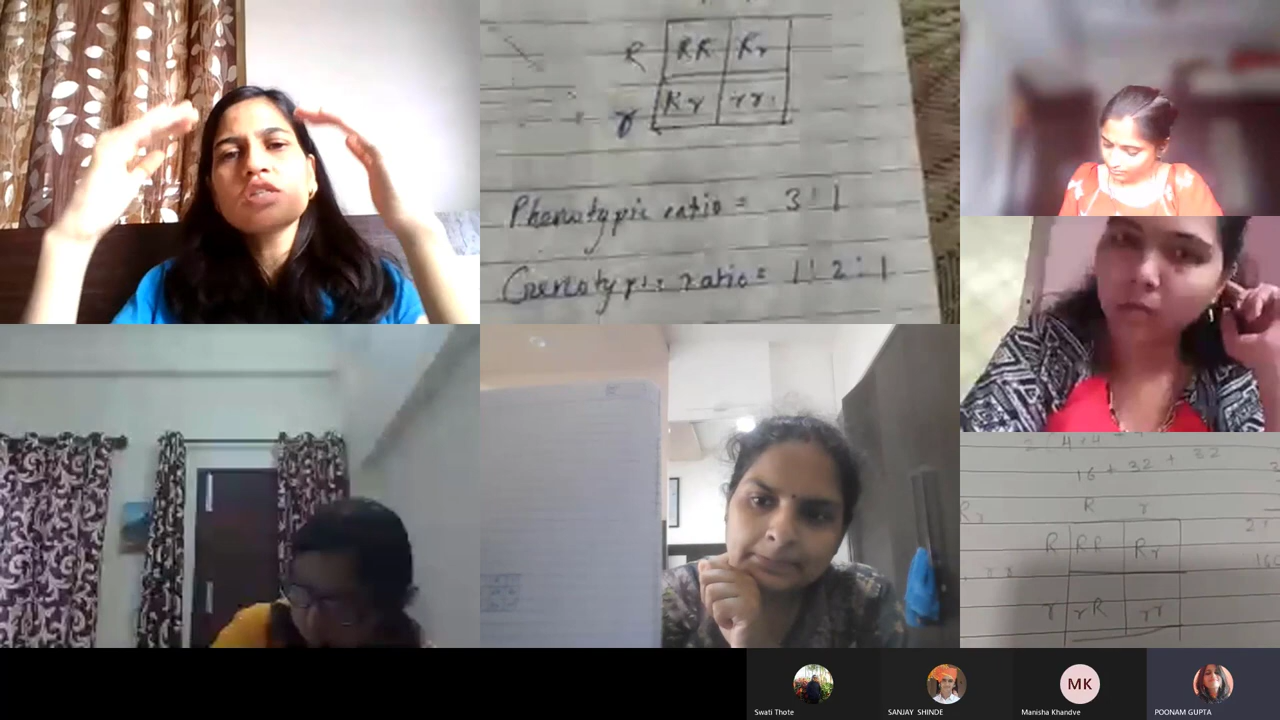 R RR Rr
r Rr rr
Phenotypic ratio = 3:1
Genotypic ratio = 1:2:1
16 + 32 + 32
R r
Rr
R RR Rr
r rR rr
MK
Swati Thote
SANJAY SHINDE
Manisha Khandve
POONAM GUPTA